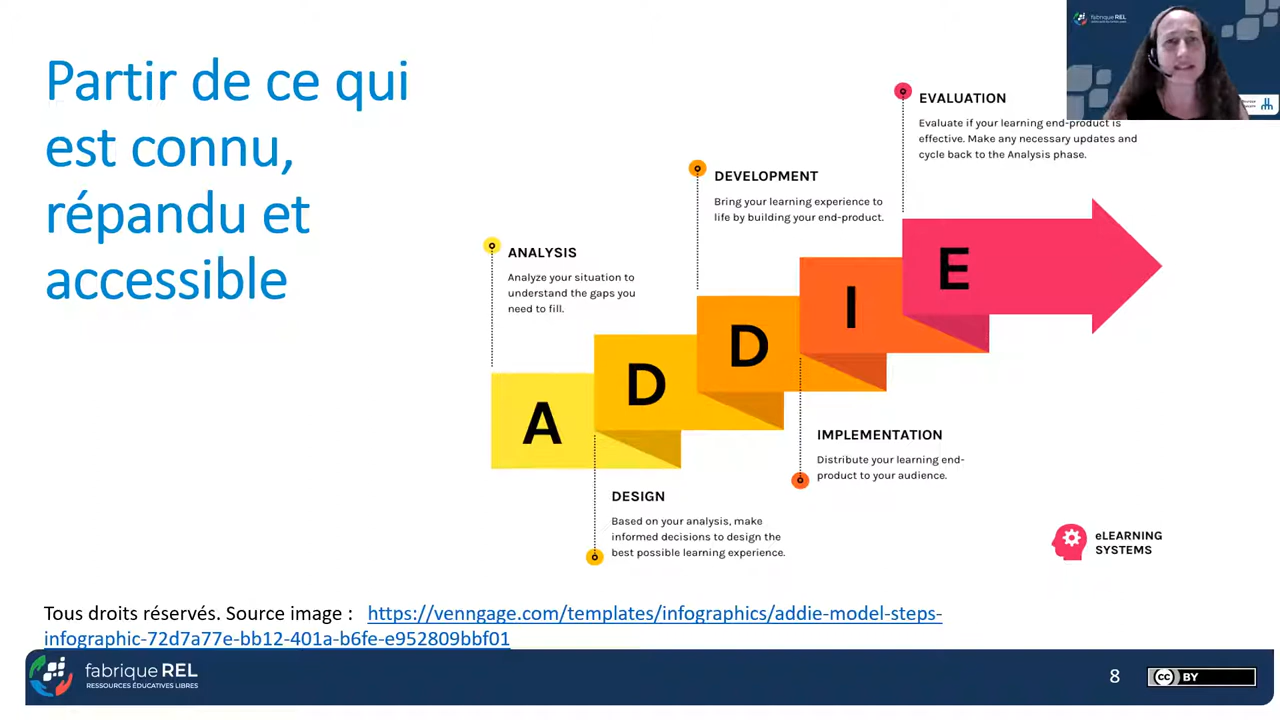 Partir de ce qui
est connu,
répandu et
accessible
fabrique REL
EVALUATION
Evaluate if your learning end-product is
effective. Make any necessary updates and
cycle back to the Analysis phase.
DEVELOPMENT
Bring your learning experience to
life by building your end-product.
ANALYSIS
Analyze your situation to
understand the gaps you
need to fill.
A
D
D
I
E
IMPLEMENTATION
Distribute your learning end-
product to your audience.
DESIGN
Based on your analysis, make
informed decisions to design the
best possible learning experience.
eLEARNING
SYSTEMS
Tous droits réservés. Source image : https://venngage.com/templates/infographics/addie-model-steps-
infographic-72d7a77e-bb12-401a-b6fe-e952809bbf01
fabrique REL
RESSOURCES ÉDUCATIVES LIBRES
8
cc BY